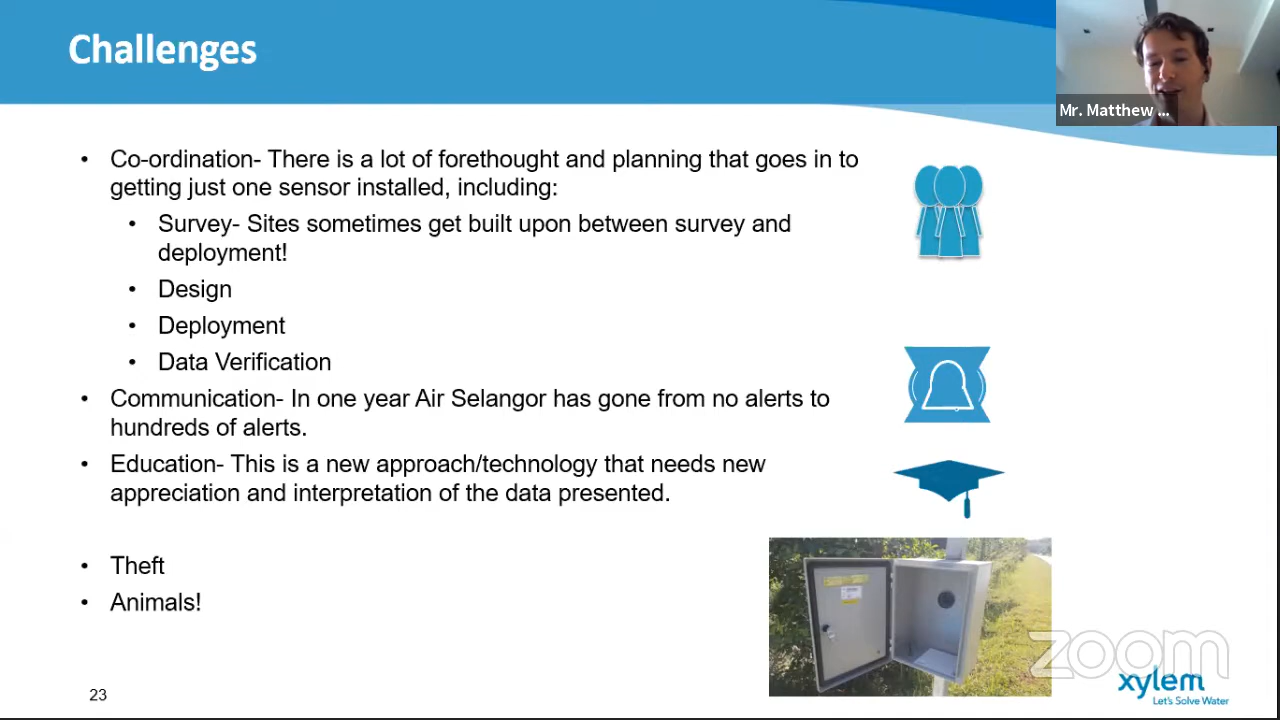 Challenges
Mr. Matthew ...
• Co-ordination- There is a lot of forethought and planning that goes in to
getting just one sensor installed, including:
• Survey- Sites sometimes get built upon between survey and
deployment!
• Design
• Deployment
• Data Verification
• Communication- In one year Air Selangor has gone from no alerts to
hundreds of alerts.
• Education- This is a new approach/technology that needs new
appreciation and interpretation of the data presented.
• Theft
• Animals!
zoom
xylem
Let's Solve Water
23